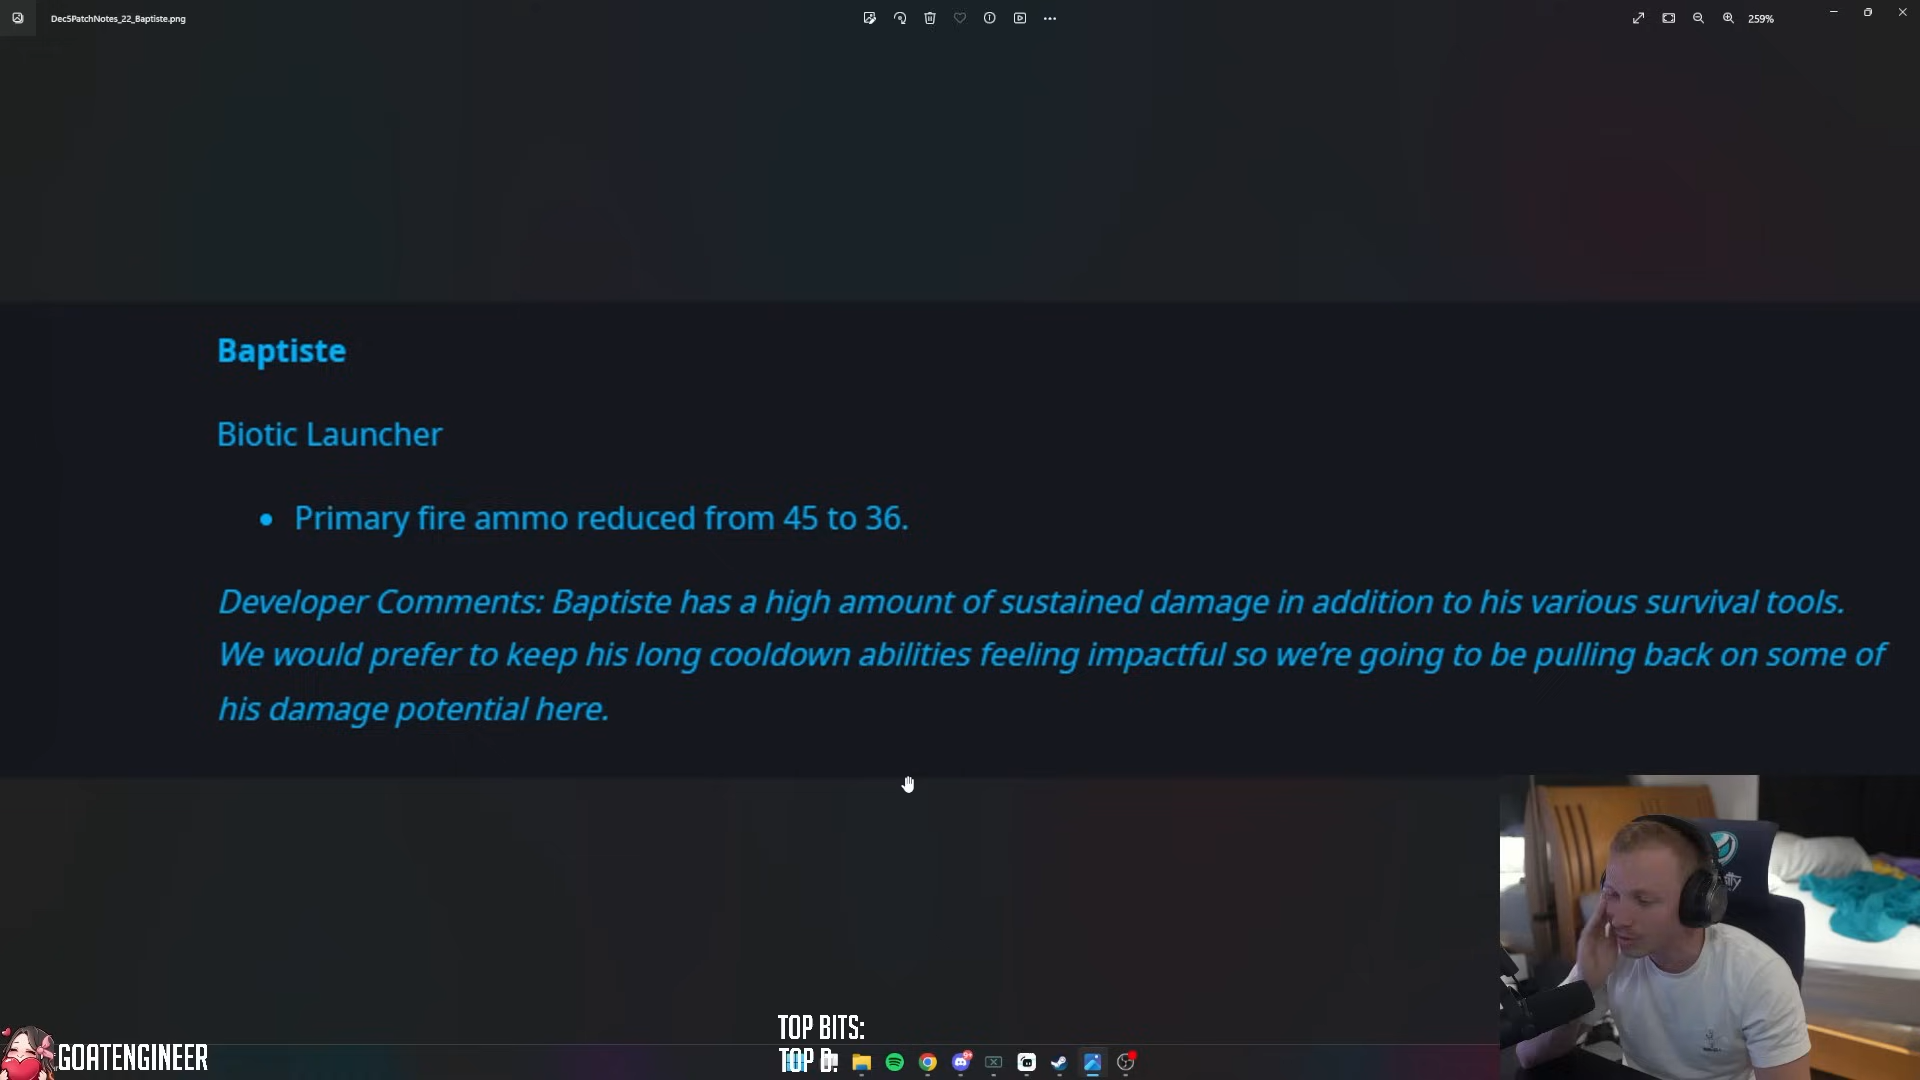 DecSPatchNotes_22_Baptiste.png
259%
Baptiste
Biotic Launcher
• Primary fire ammo reduced from 45 to 36.
Developer Comments: Baptiste has a high amount of sustained damage in addition to his various survival tools.
We would prefer to keep his long cooldown abilities feeling impactful so we're going to be pulling back on some of
his damage potential here.
TOP BITS:
TOP D:
GOATENGINEER